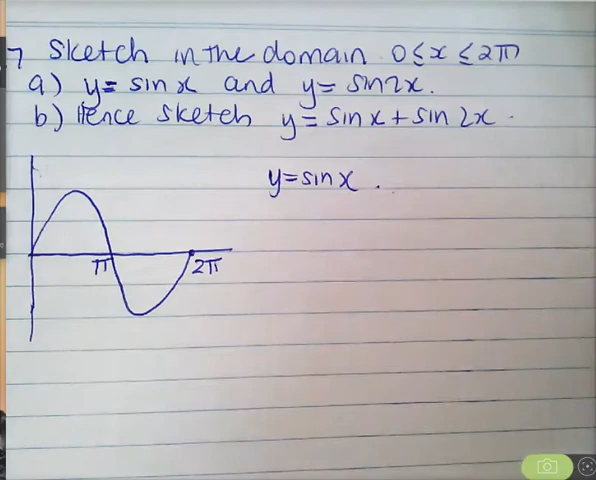 7 Sketch in the domain 0 ≤ x ≤ 2π
a) y = sin x and y = sin2x.
b) Hence sketch y = sin x + sin 2x.
y = sin x.
π 2π